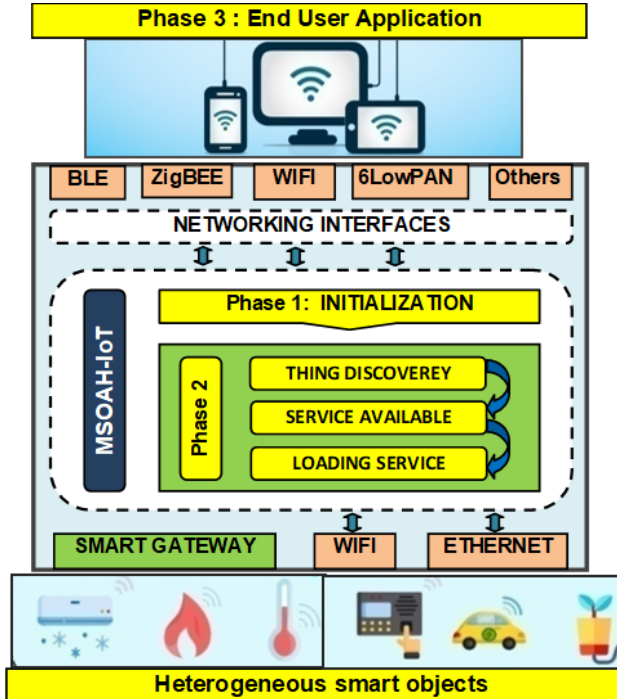 Phase 3 : End User Application
BLE
ZigBEE
WIFI
6LowPAN
Others
NETWORKING INTERFACES
MSOAH-IoT
Phase 1: INITIALIZATION
Phase 2
THING DISCOVEREY
SERVICE AVAILABLE
LOADING SERVICE
SMART GATEWAY
WIFI
ETHERNET
Heterogeneous smart objects